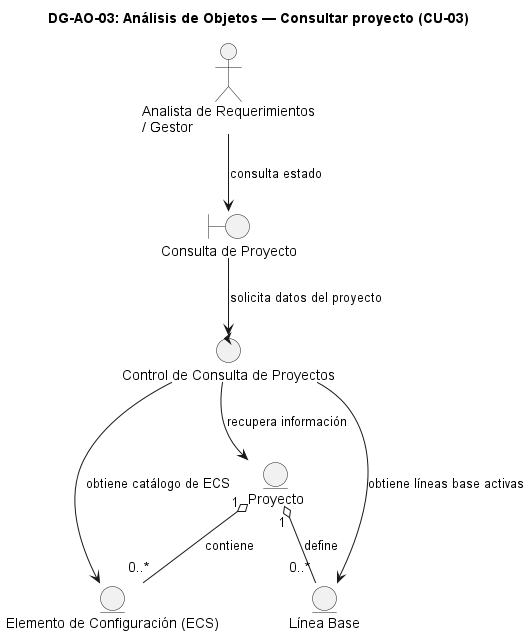 DG-AO-03: Análisis de Objetos — Consultar proyecto (CU-03)
Analista de Requerimientos
/ Gestor
consulta estado
Consulta de Proyecto
solicita datos del proyecto
Control de Consulta de Proyectos
recupera información
obtiene catálogo de ECS
obtiene líneas base activas
Proyecto
1
1
contiene
define
0..*
0..*
Elemento de Configuración (ECS)
Línea Base